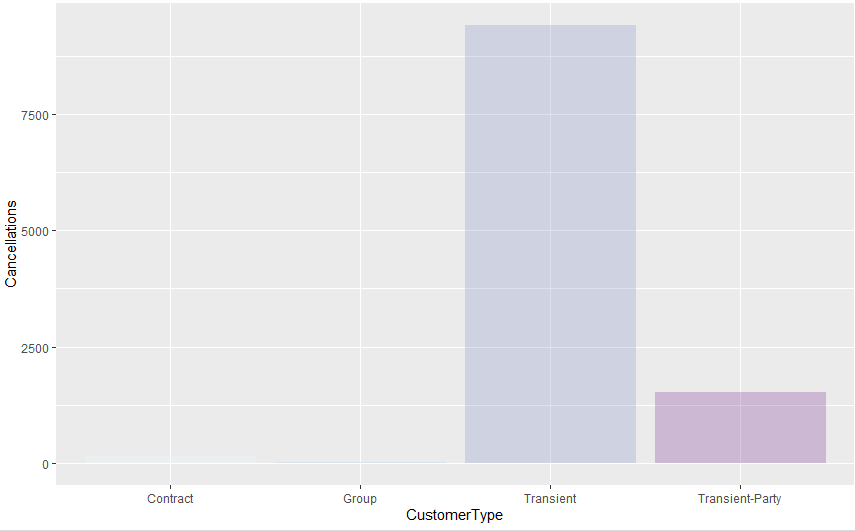 Cancellations
7500
5000
2500
0
Contract Group Transient Transient-Party
CustomerType